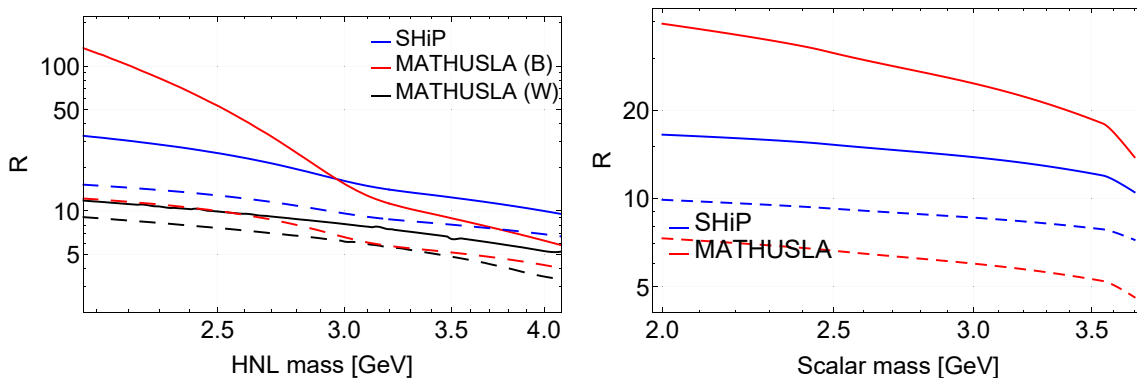 SHiP
MATHUSLA (B)
MATHUSLA (W)
100
50
10
5
R
2.5
3.0
3.5
4.0
HNL mass [GeV]
20
10
5
R
SHiP
MATHUSLA
2.0
2.5
3.0
3.5
Scalar mass [GeV]